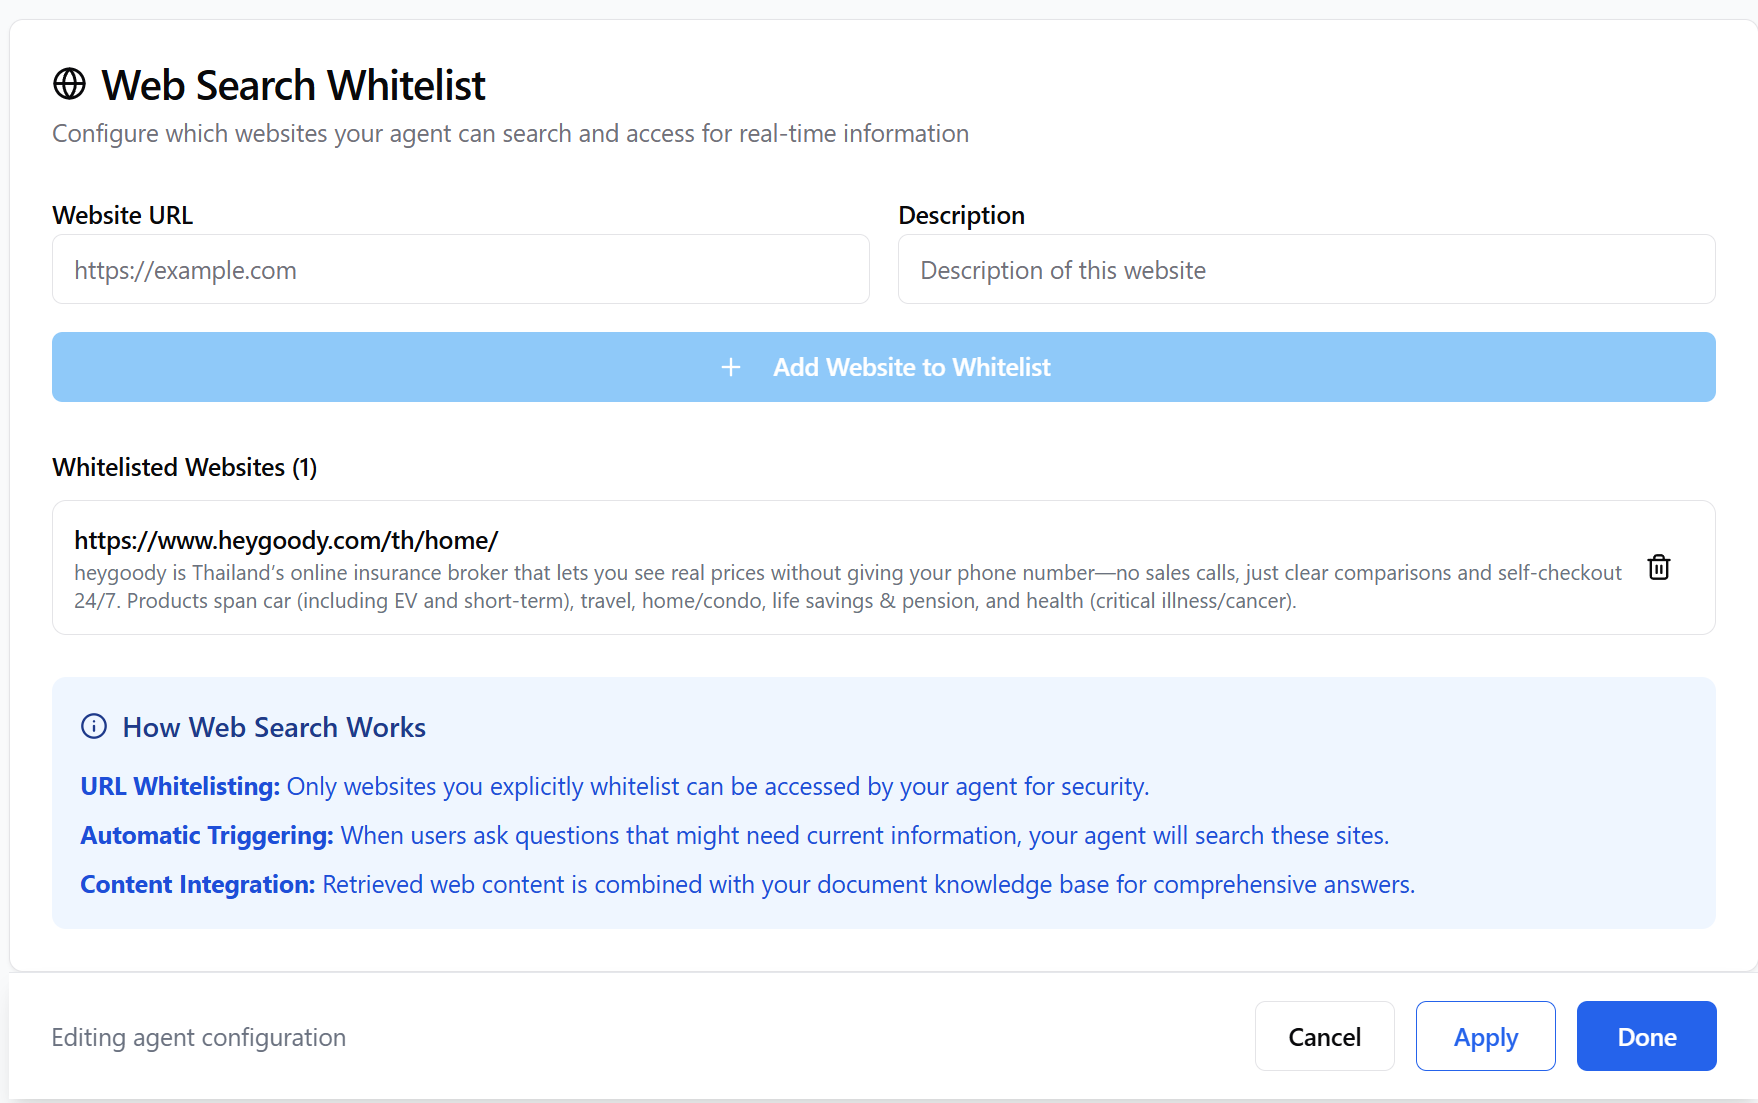 Web Search Whitelist
Configure which websites your agent can search and access for real-time information
Website URL
Description
https://example.com
Description of this website
+ Add Website to Whitelist
Whitelisted Websites (1)
https://www.heygoody.com/th/home/
heygoody is Thailand's online insurance broker that lets you see real prices without giving your phone number—no sales calls, just clear comparisons and self-checkout
24/7. Products span car (including EV and short-term), travel, home/condo, life savings & pension, and health (critical illness/cancer).
How Web Search Works
URL Whitelisting: Only websites you explicitly whitelist can be accessed by your agent for security.
Automatic Triggering: When users ask questions that might need current information, your agent will search these sites.
Content Integration: Retrieved web content is combined with your document knowledge base for comprehensive answers.
Editing agent configuration
Cancel
Apply
Done